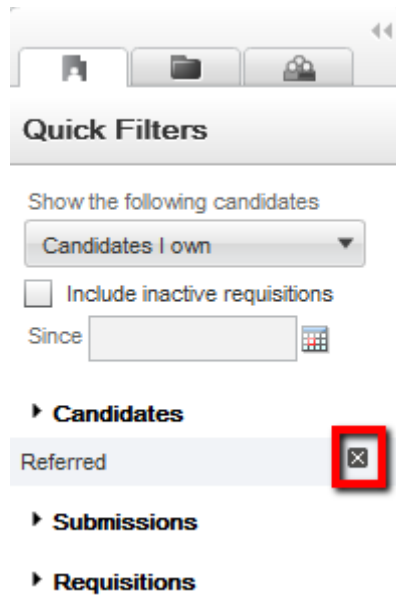 Quick Filters
Show the following candidates
Candidates I own
Include inactive requisitions
Since
Candidates
Referred
Submissions
Requisitions